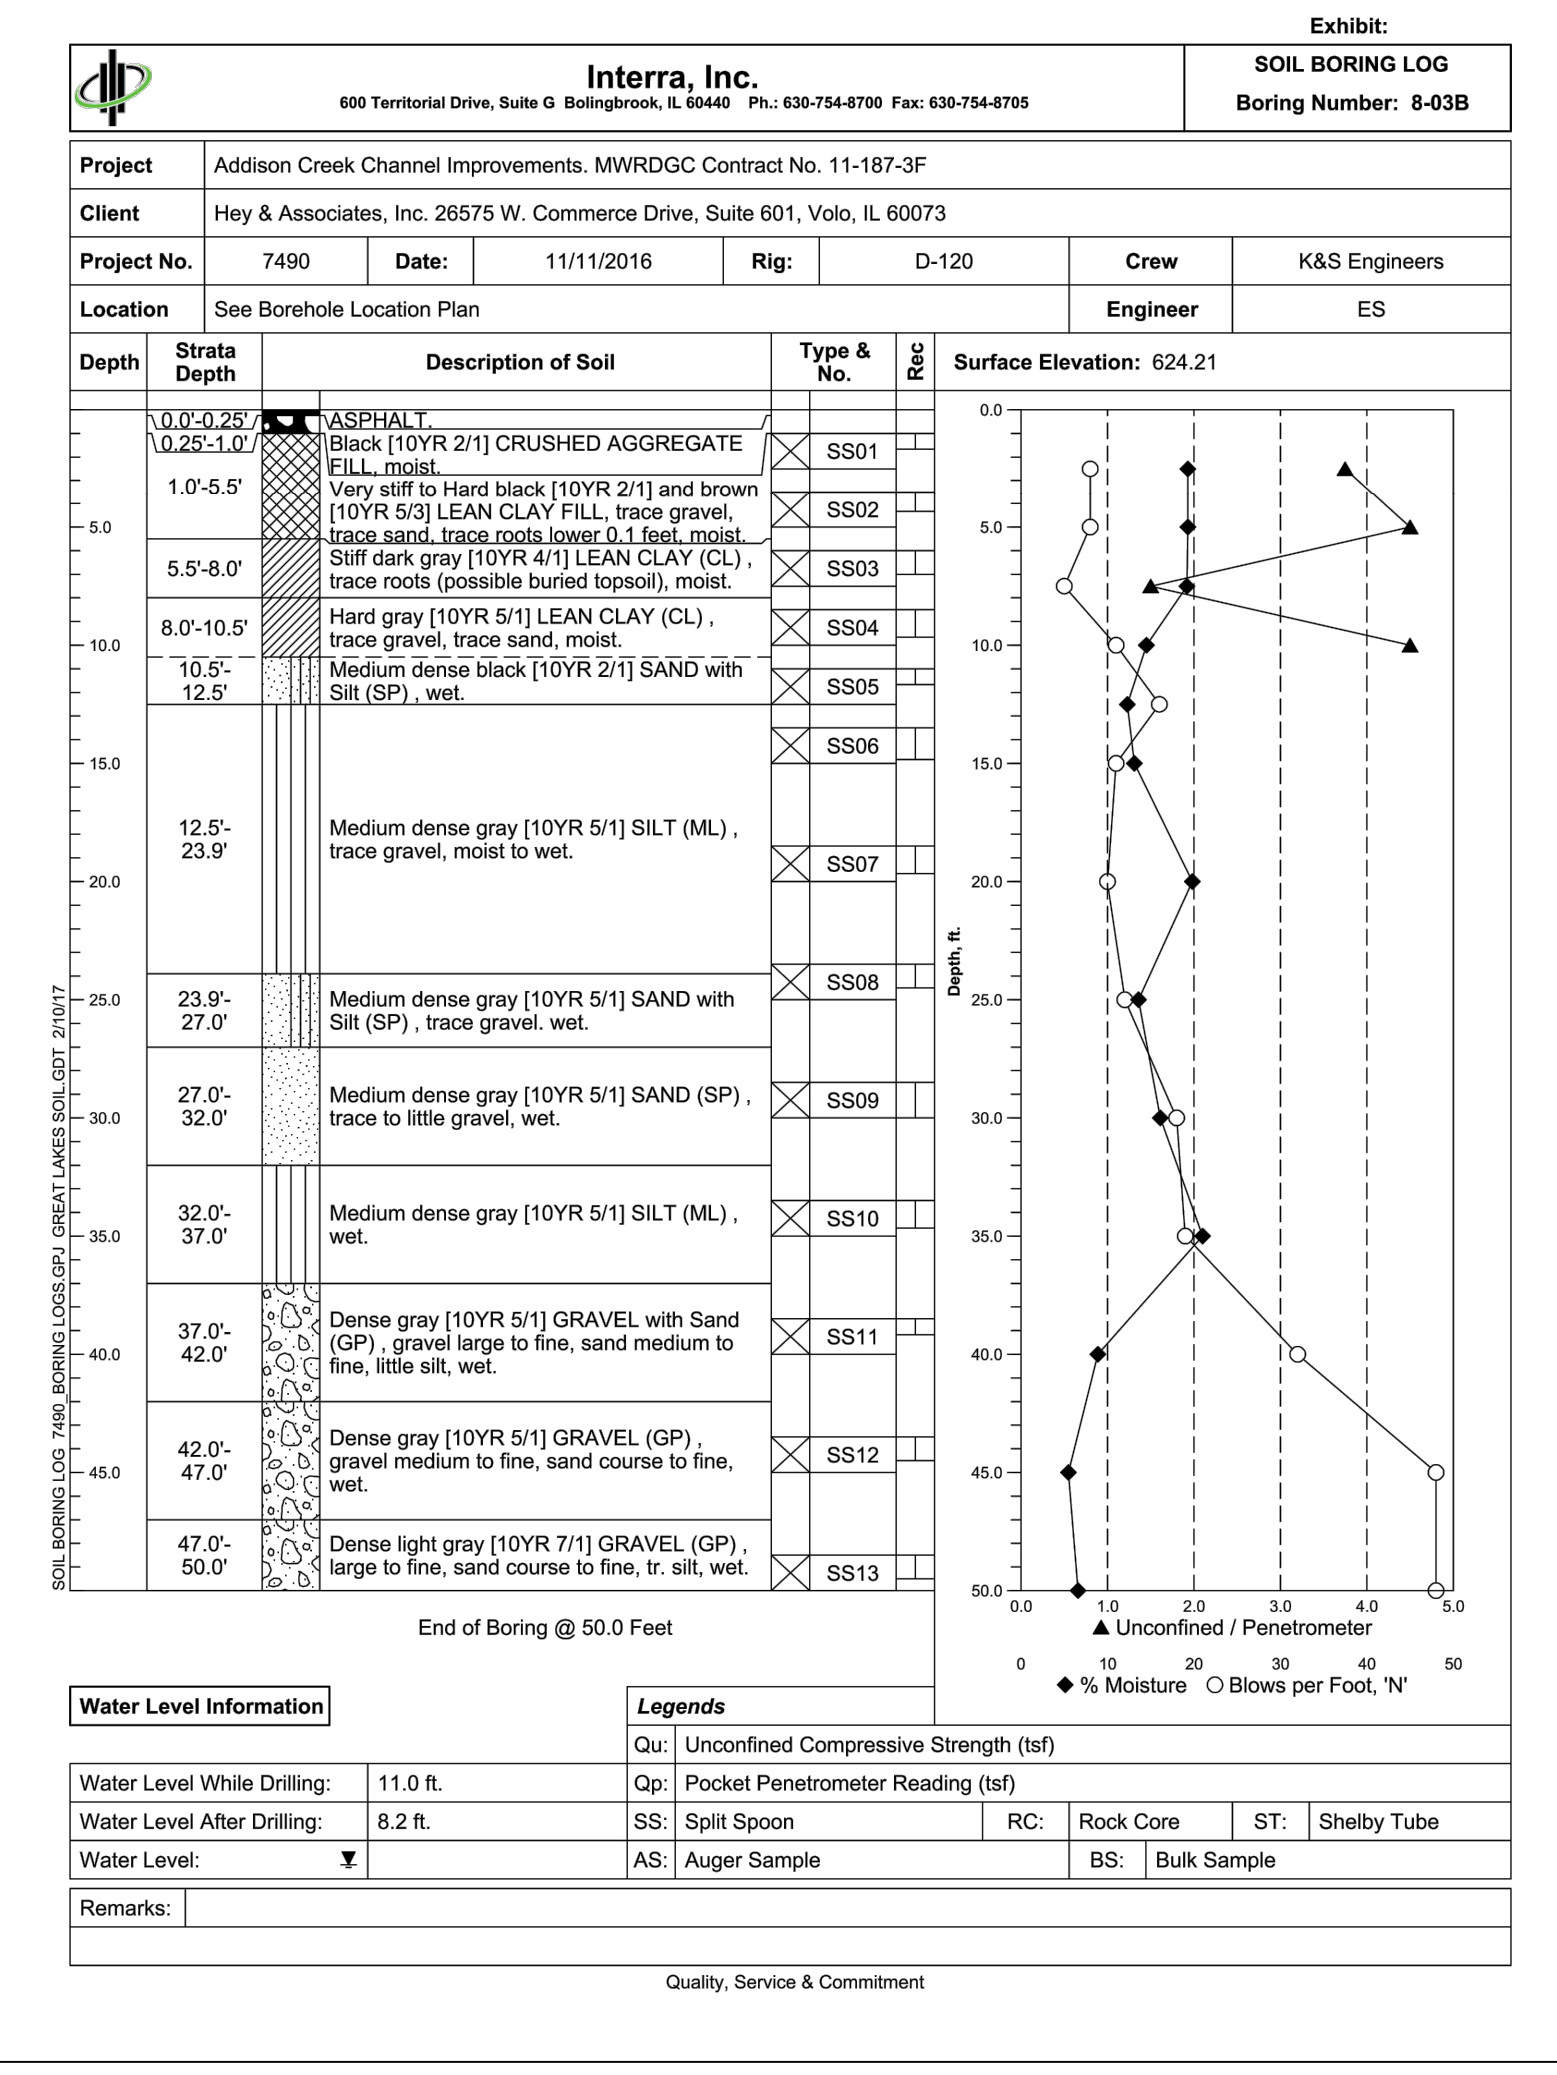 Exhibit:
Interra, Inc.
600 Territorial Drive, Suite G Bolingbrook, IL 60440 Ph.: 630-754-8700 Fax: 630-754-8705
SOIL BORING LOG
Boring Number: 8-03B
Project Addison Creek Channel Improvements. MWRDGC Contract No. 11-187-3F
Client Hey & Associates, Inc. 26575 W. Commerce Drive, Suite 601, Volo, IL 60073
Project No. 7490 Date: 11/11/2016 Rig: D-120 Crew K&S Engineers
Location See Borehole Location Plan Engineer ES
Depth Strata Depth Description of Soil Type & No. Rec Surface Elevation: 624.21
0.0'-0.25' ASPHALT.
0.25'-1.0' Black [10YR 2/1] CRUSHED AGGREGATE
FILL, moist.
SS01
1.0'-5.5' Very stiff to Hard black [10YR 2/1] and brown
[10YR 5/3] LEAN CLAY FILL, trace gravel,
trace sand, trace roots lower 0.1 feet, moist.
SS02
5.0
5.5'-8.0' Stiff dark gray [10YR 4/1] LEAN CLAY (CL) ,
trace roots (possible buried topsoil), moist.
SS03
8.0'-10.5' Hard gray [10YR 5/1] LEAN CLAY (CL) ,
trace gravel, trace sand, moist.
SS04
10.0
10.5'-
12.5'
Medium dense black [10YR 2/1] SAND with
Silt (SP) , wet.
SS05
SS06
15.0
12.5'-
23.9'
Medium dense gray [10YR 5/1] SILT (ML) ,
trace gravel, moist to wet.
SS07
20.0
SS08
25.0
23.9'-
27.0'
Medium dense gray [10YR 5/1] SAND with
Silt (SP) , trace gravel. wet.
27.0'-
32.0'
Medium dense gray [10YR 5/1] SAND (SP) ,
trace to little gravel, wet.
SS09
30.0
32.0'-
37.0'
Medium dense gray [10YR 5/1] SILT (ML) ,
wet.
SS10
35.0
37.0'-
42.0'
Dense gray [10YR 5/1] GRAVEL with Sand
(GP) , gravel large to fine, sand medium to
fine, little silt, wet.
SS11
40.0
42.0'-
47.0'
Dense gray [10YR 5/1] GRAVEL (GP) ,
gravel medium to fine, sand course to fine,
wet.
SS12
45.0
47.0'-
50.0'
Dense light gray [10YR 7/1] GRAVEL (GP) ,
large to fine, sand course to fine, tr. silt, wet.
SS13
End of Boring @ 50.0 Feet
SOIL BORING LOG 7490_BORING LOGS.GPJ GREAT LAKES SOIL.GDT 2/10/17
0.0
5.0
10.0
15.0
20.0
25.0
30.0
35.0
40.0
45.0
50.0
Depth, ft.
0.0 1.0 2.0 3.0 4.0 5.0
Unconfined / Penetrometer
0 10 20 30 40 50
% Moisture Blows per Foot, 'N'
Water Level Information
Legends
Qu: Unconfined Compressive Strength (tsf)
Water Level While Drilling: 11.0 ft. Qp: Pocket Penetrometer Reading (tsf)
Water Level After Drilling: 8.2 ft. SS: Split Spoon RC: Rock Core ST: Shelby Tube
Water Level: AS: Auger Sample BS: Bulk Sample
Remarks:
Quality, Service & Commitment